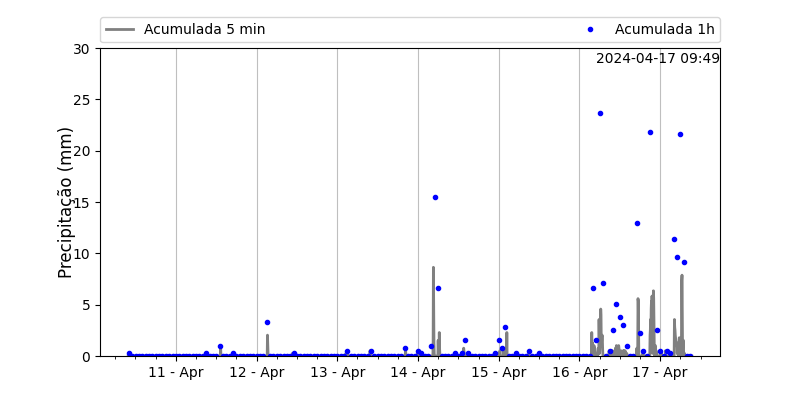 Acumulada 5 min
Acumulada 1h
2024-04-17 09:49
Precipitação (mm)
30
25
20
15
10
5
0
11 - Apr
12 - Apr
13 - Apr
14 - Apr
15 - Apr
16 - Apr
17 - Apr